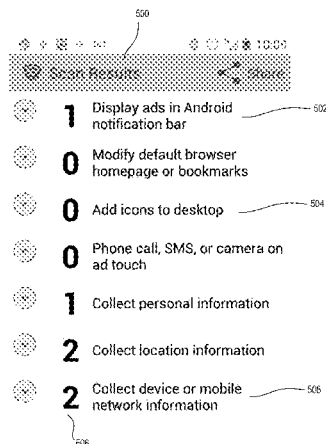 500
10:00
Scan Results Share
1 Display ads in Android
notification bar
502
0 Modify default browser
homepage or bookmarks
0 Add icons to desktop
504
0 Phone call, SMS, or camera on
ad touch
1 Collect personal information
2 Collect location information
2 Collect device or mobile
network information
506
508